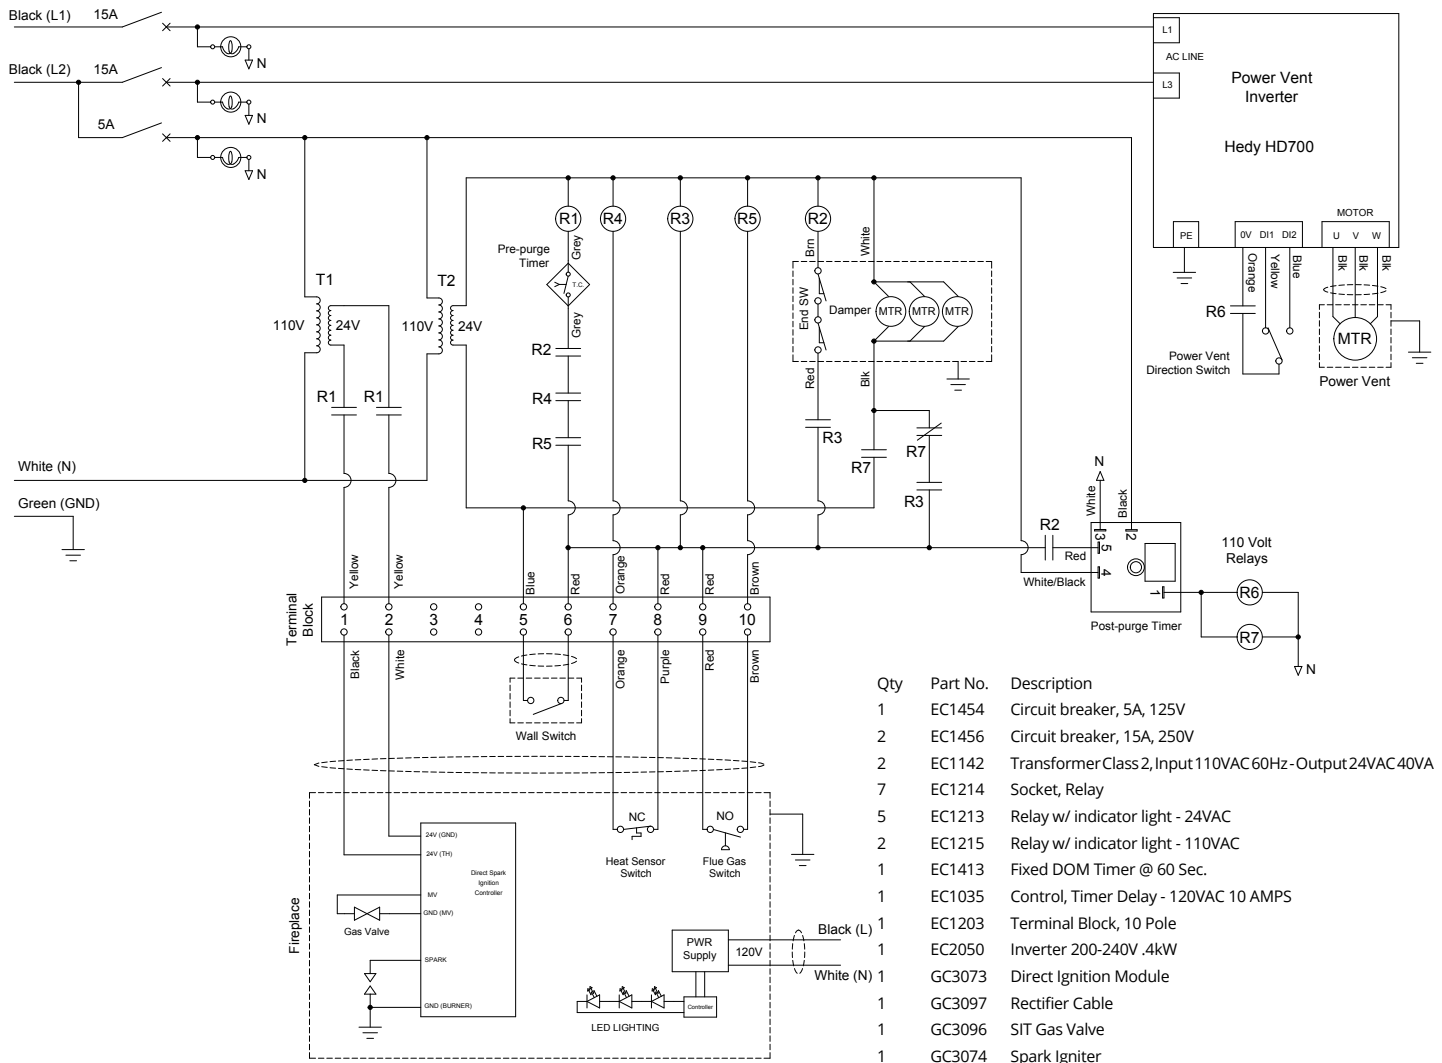 Black (L1) 15A
N
Black (L2) 15A
N
5A
N
L1
AC LINE
L3
Power Vent
Inverter
Hedy HD700
MOTOR
PE
0V DI1 DI2
U V W
Orange
Yellow
Blue
Blk
Blk
Blk
R6
Power Vent
Direction Switch
MTR
Power Vent
R1
R4
R3
R5
R2
Pre-purge
Timer
Grey
T.C.
Grey
Brn
White
End SW
Damper
MTR
MTR
MTR
Red
Blk
T1
110V
24V
T2
110V
24V
R1
R1
R2
R4
R5
R3
R7
R7
R3
White (N)
Green (GND)
N
White
Black
R2
Red
White/Black
3
2
5
4
1
Post-purge Timer
110 Volt
Relays
R6
R7
N
Yellow
Yellow
Blue
Red
Orange
Red
Red
Brown
Terminal
Block
1 2 3 4 5 6 7 8 9 10
Black
White
Orange
Purple
Red
Brown
Wall Switch
Fireplace
24V (GND)
24V (TH)
Direct Spark
Ignition
Controller
MV
GND (MV)
Gas Valve
SPARK
GND (BURNER)
NC
Heat Sensor
Switch
NO
Flue Gas
Switch
PWR
Supply
120V
Black (L)
White (N)
Controller
LED LIGHTING
Qty Part No. Description
1 EC1454 Circuit breaker, 5A, 125V
2 EC1456 Circuit breaker, 15A, 250V
2 EC1142 Transformer Class 2, Input 110VAC 60Hz - Output 24VAC 40VA
7 EC1214 Socket, Relay
5 EC1213 Relay w/ indicator light - 24VAC
2 EC1215 Relay w/ indicator light - 110VAC
1 EC1413 Fixed DOM Timer @ 60 Sec.
1 EC1035 Control, Timer Delay - 120VAC 10 AMPS
1 EC1203 Terminal Block, 10 Pole
1 EC2050 Inverter 200-240V .4kW
1 GC3073 Direct Ignition Module
1 GC3097 Rectifier Cable
1 GC3096 SIT Gas Valve
1 GC3074 Spark Igniter